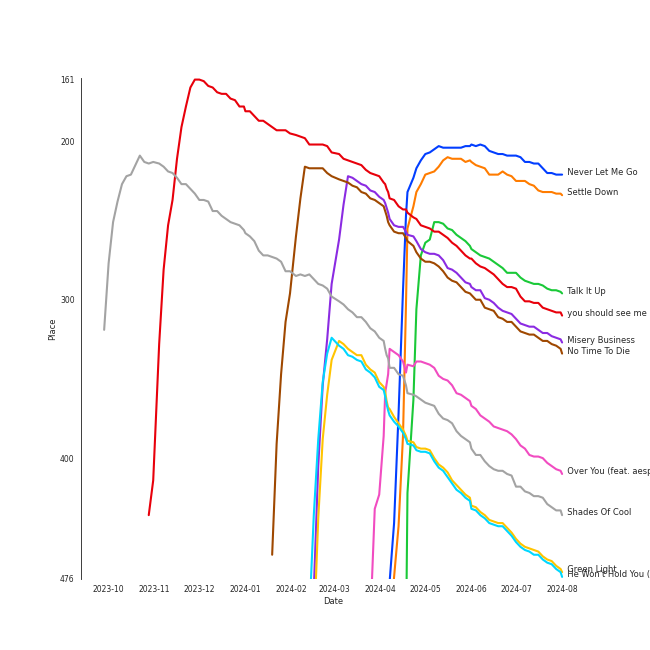 161
200
300
400
476
Place
2023-10
2023-11
2023-12
2024-01
2024-02
2024-03
2024-04
2024-05
2024-06
2024-07
2024-08
Date
Never Let Me Go
Settle Down
Talk It Up
you should see me
Misery Business
No Time To Die
Over You (feat. aesp
Shades Of Cool
Green Light
He Won't Hold You (